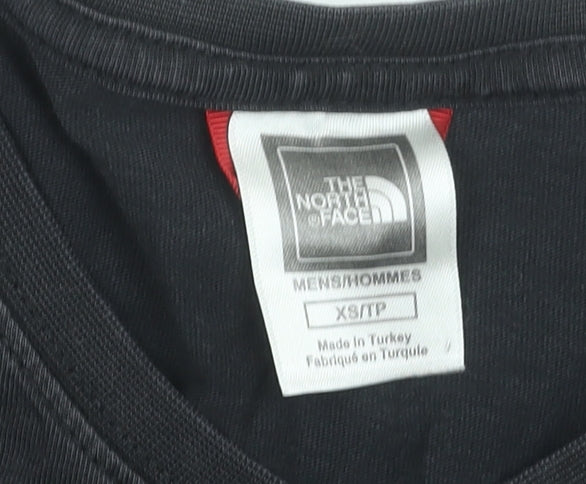 THE
NORTH
FACE
MENS/HOMMES
XS/TP
Made in Turkey
Fabriqué en Turquie